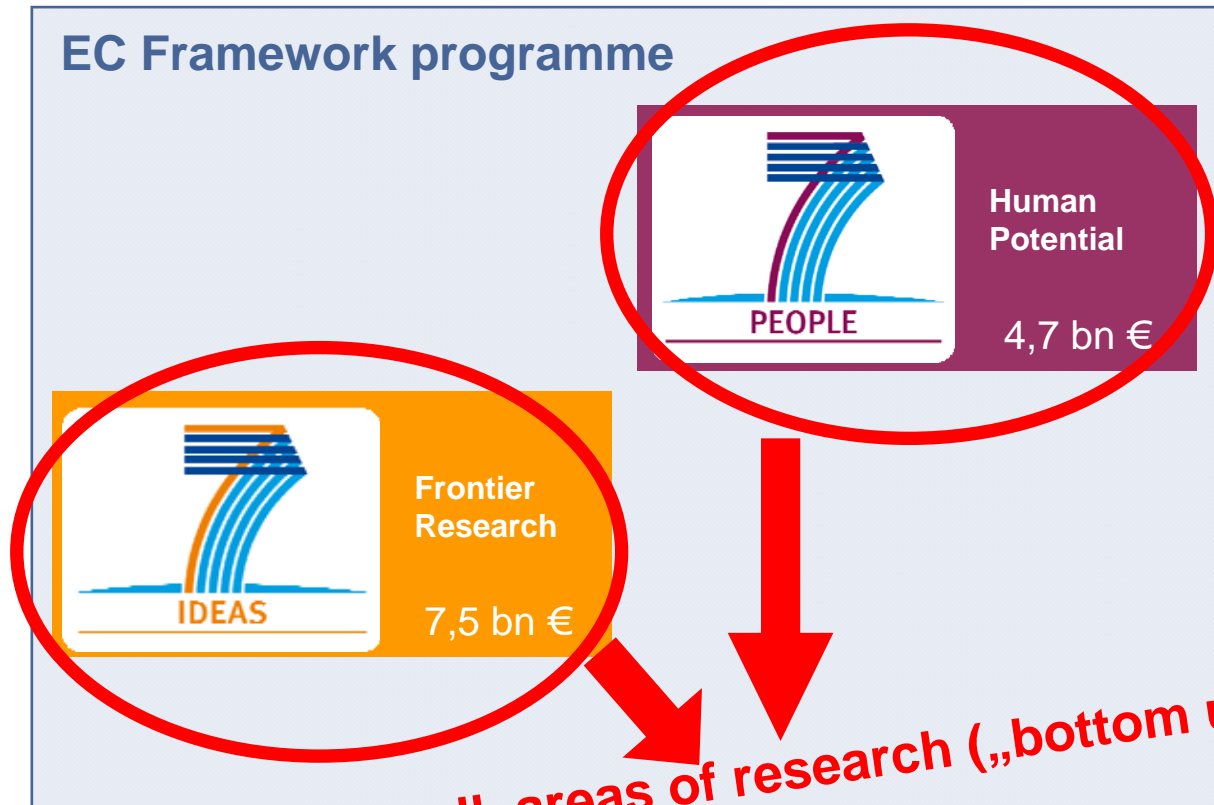 EC Framework programme
Human
Potential
PEOPLE
4,7 bn €
Frontier
Research
IDEAS
7,5 bn €
areas of research („bottom